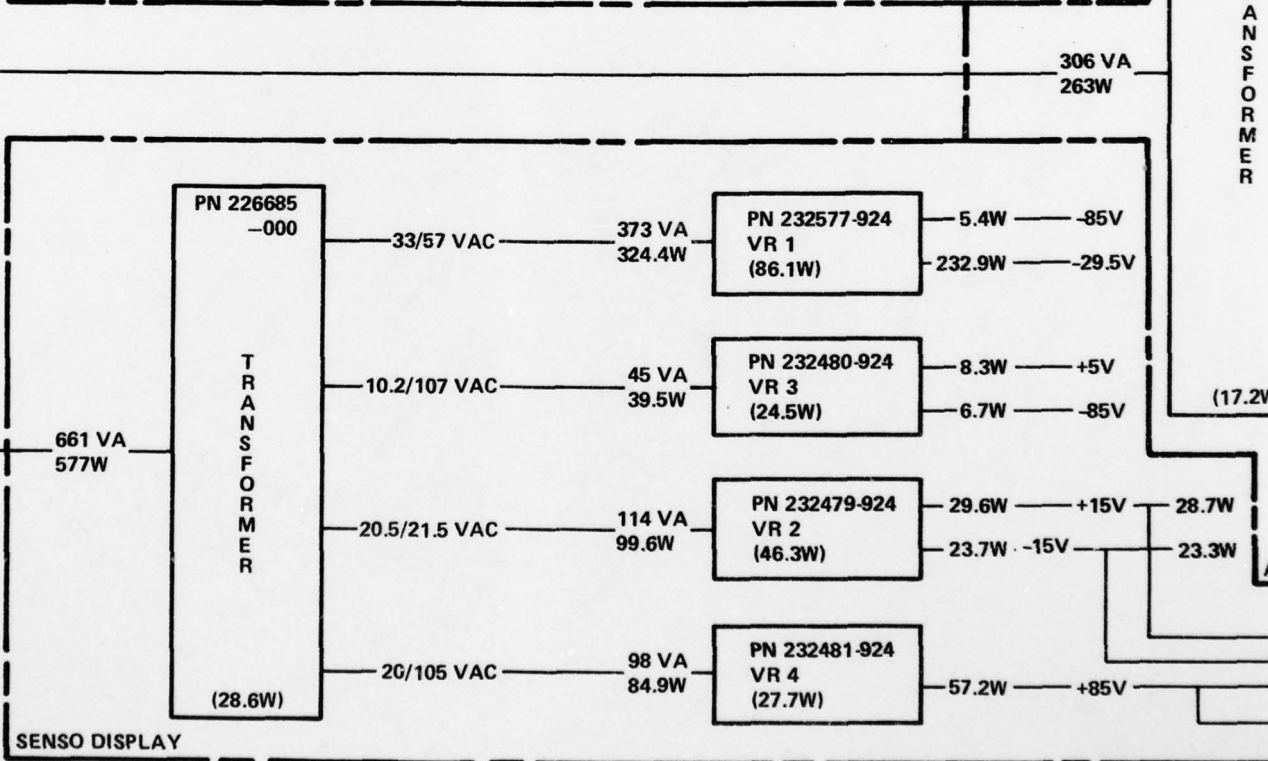 ANSFORMER
306 VA
263W
PN 226685
—000
TRANSFORMER
(28.6W)
661 VA
577W
33/57 VAC
373 VA
324.4W
PN 232577-924
VR 1
(86.1W)
5.4W -85V
232.9W -29.5V
10.2/107 VAC
45 VA
39.5W
PN 232480-924
VR 3
(24.5W)
8.3W +5V
6.7W -85V
(17.2W
20.5/21.5 VAC
114 VA
99.6W
PN 232479-924
VR 2
(46.3W)
29.6W +15V 28.7W
23.7W -15V 23.3W
20/105 VAC
98 VA
84.9W
PN 232481-924
VR 4
(27.7W)
57.2W +85V
SENSO DISPLAY